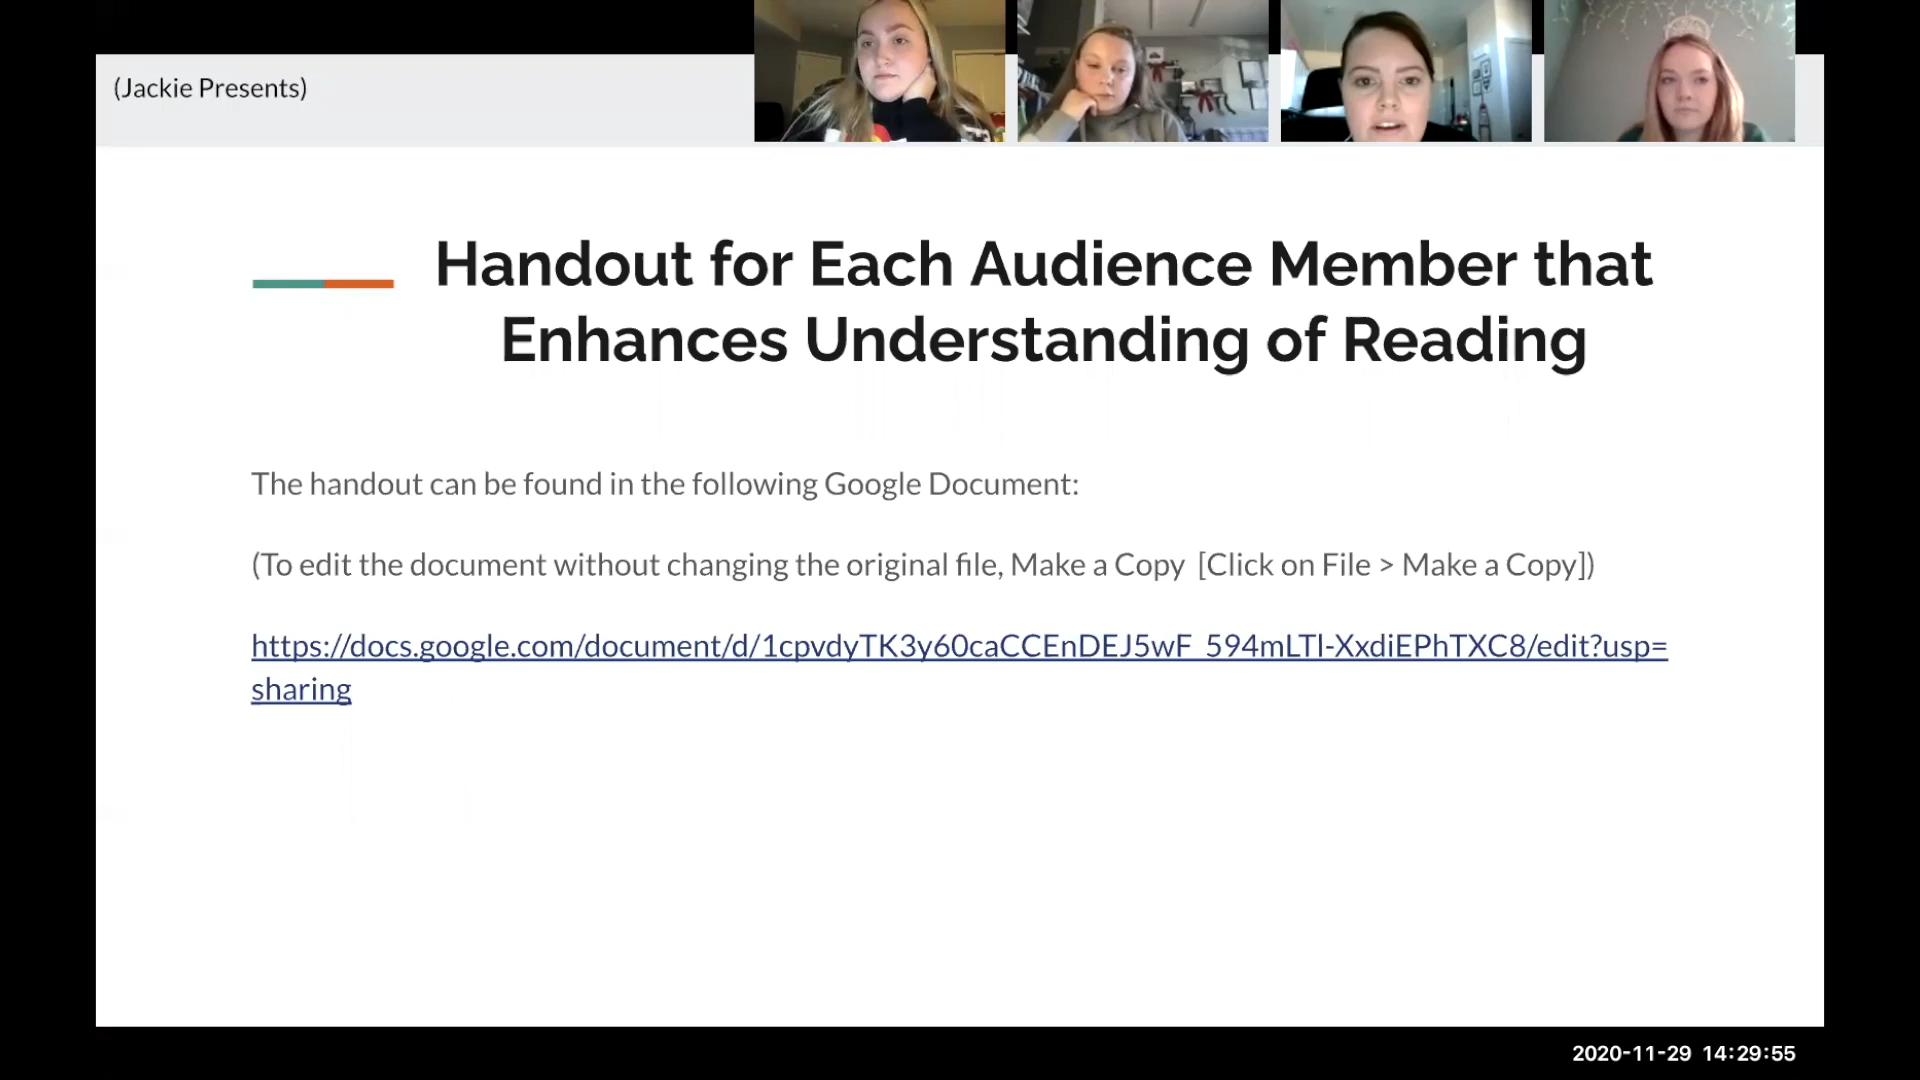 (Jackie Presents)
Handout for Each Audience Member that
Enhances Understanding of Reading
The handout can be found in the following Google Document:
(To edit the document without changing the original file, Make a Copy [Click on File > Make a Copy])
https://docs.google.com/document/d/1cpvdyTK3y60caCCEnDEJ5wF_594mLTl-XxdiEPhTXC8/edit?usp=
sharing
2020-11-29 14:29:55